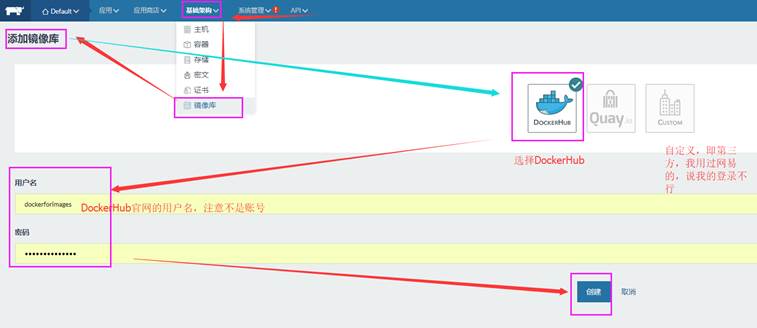 Default 应用 应用商店 基础架构 系统管理 ! API
添加镜像库
主机
容器
存储
密文
证书
镜像库
DOCKERHUB Quay.io CUSTOM
选择DockerHub
自定义，即第三
方，我用过网易
的，说我的登录不
行
用户名
dockerforimages
DockerHub官网的用户名，注意不是账号
密码
••••••••••••••
创建 取消